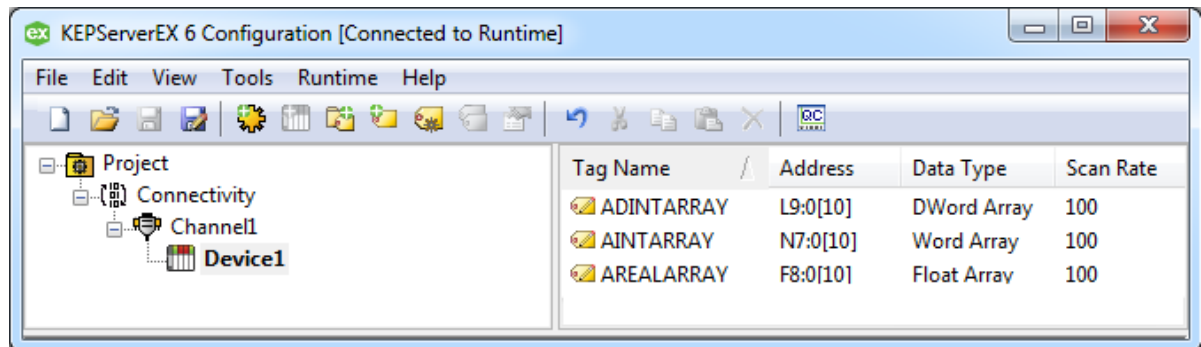 ex KEPServerEX 6 Configuration [Connected to Runtime]
File Edit View Tools Runtime Help
QC
Project
Connectivity
Channel1
Device1
Tag Name Address Data Type Scan Rate
ADINTARRAY L9:0[10] DWord Array 100
AINTARRAY N7:0[10] Word Array 100
AREALARRAY F8:0[10] Float Array 100